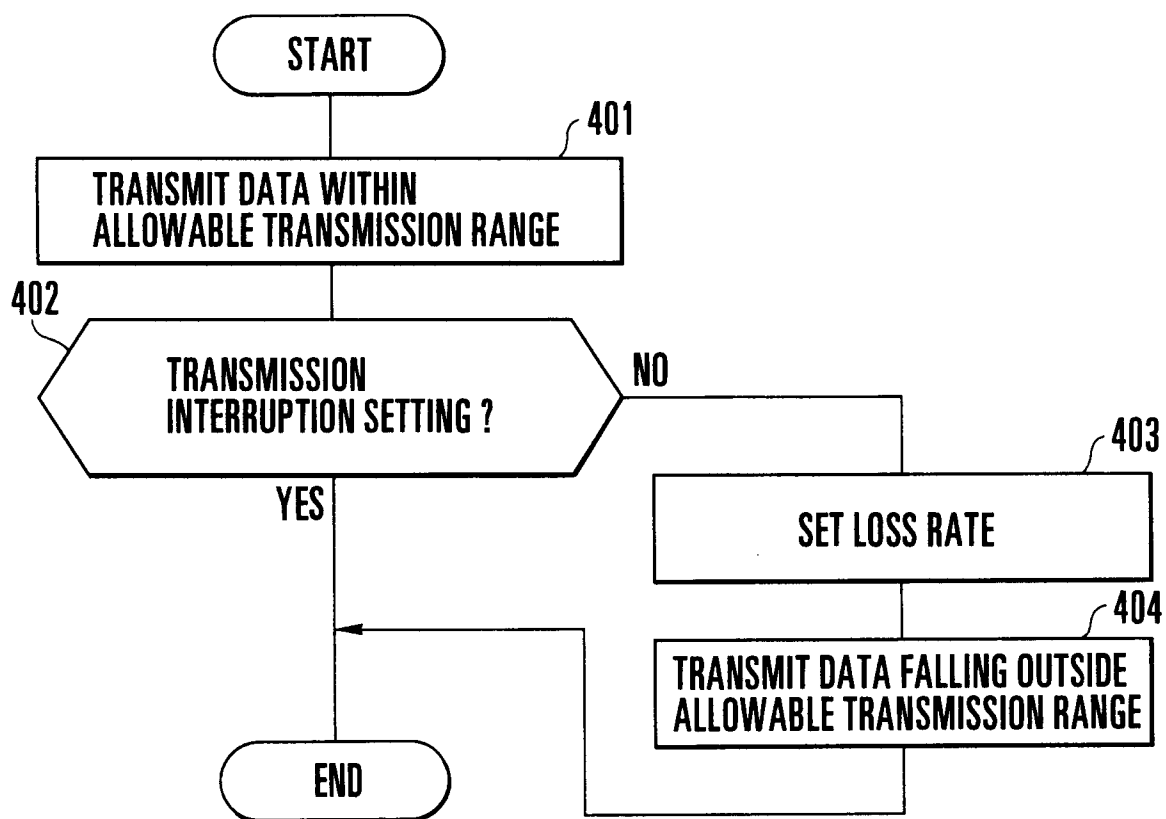 START
401
TRANSMIT DATA WITHIN
ALLOWABLE TRANSMISSION RANGE
402
TRANSMISSION
INTERRUPTION SETTING ?
NO
YES
403
SET LOSS RATE
404
TRANSMIT DATA FALLING OUTSIDE
ALLOWABLE TRANSMISSION RANGE
END